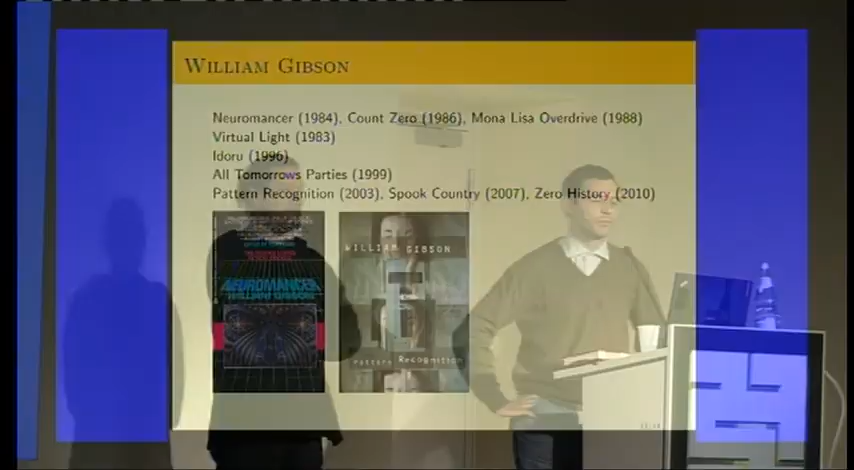 WILLIAM GIBSON
Neuromancer (1984), Count Zero (1986), Mona Lisa Overdrive (1988)
Virtual Light (1983)
Idoru (1996)
All Tomorrows Parties (1999)
Pattern Recognition (2003), Spook Country (2007), Zero History (2010)
NEUROMANCER
WILLIAM GIBSON
WILLIAM GIBSON
Pattern Recognition